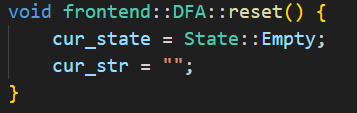 void frontend::DFA::reset() {
    cur_state = State::Empty;
    cur_str = "";
}